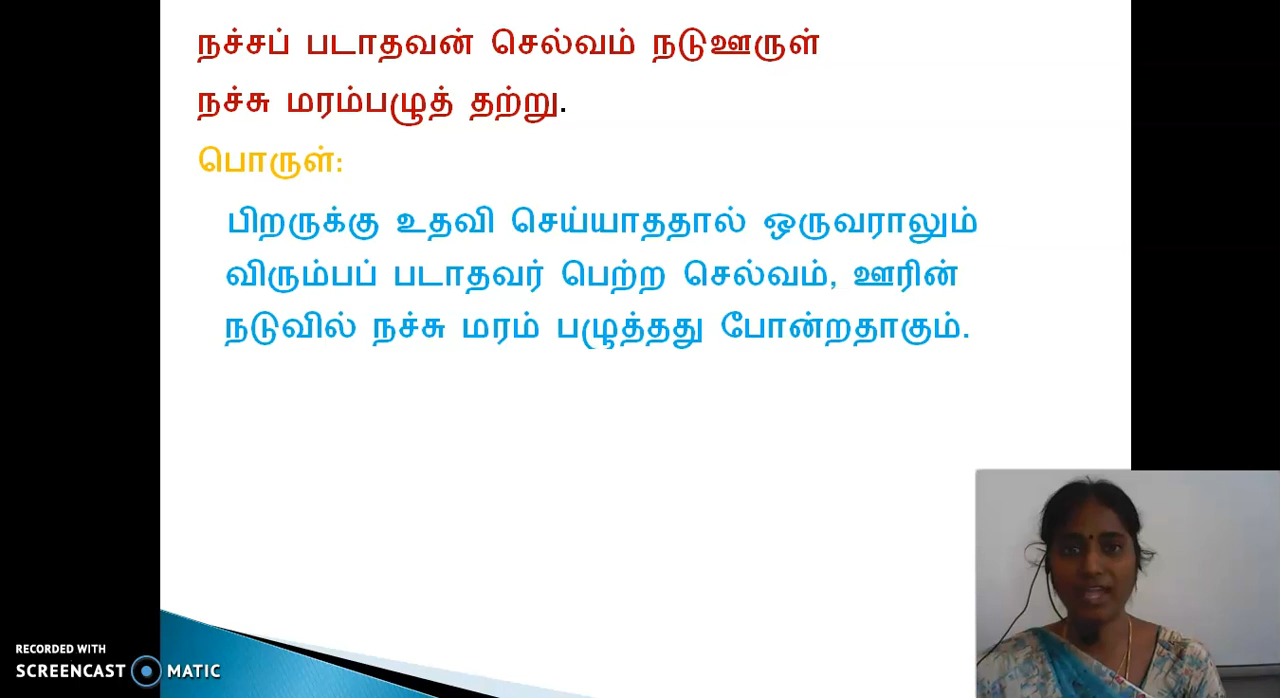 நச்சப் படாதவன் செல்வம் நடுஊருள்
நச்சு மரம்பழுத் தற்று.
பொருள்:
பிறருக்கு உதவி செய்யாததால் ஒருவராலும்
விரும்பப் படாதவர் பெற்ற செல்வம், ஊரின்
நடுவில் நச்சு மரம் பழுத்தது போன்றதாகும்.
RECORDED WITH
SCREENCAST MATIC